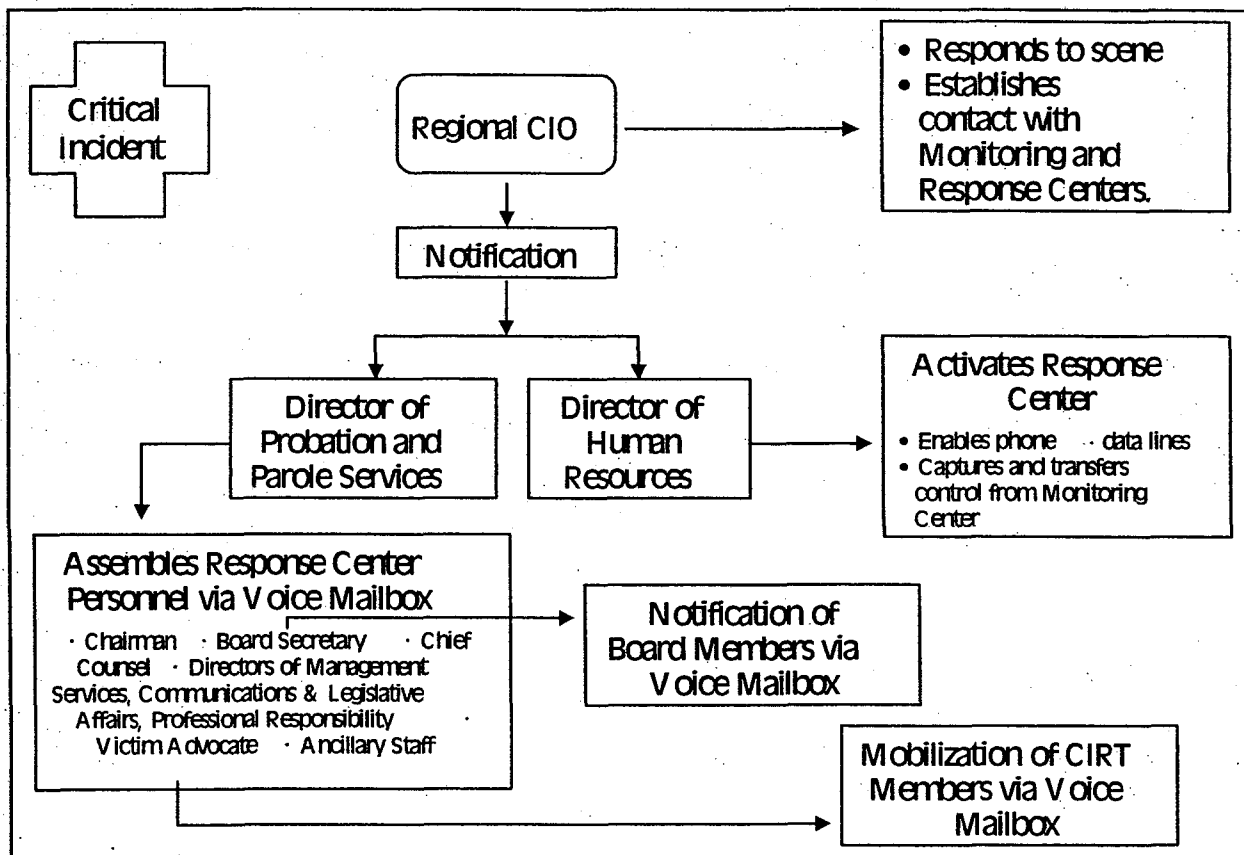 Critical
Incident
Regional CIO
• Responds to scene
• Establishes
contact with
Monitoring and
Response Centers.
Notification
Director of
Probation and
Parole Services
Director of
Human
Resources
Activates Response
Center
• Enables phone · data lines
• Captures and transfers
control from Monitoring
Center
Assembles Response Center
Personnel via Voice Mailbox
· Chairman · Board Secretary · Chief
Counsel · Directors of Management
Services, Communications & Legislative
Affairs, Professional Responsibility ·
Victim Advocate · Ancillary Staff
Notification of
Board Members via
Voice Mailbox
Mobilization of CIRT
Members via Voice
Mailbox